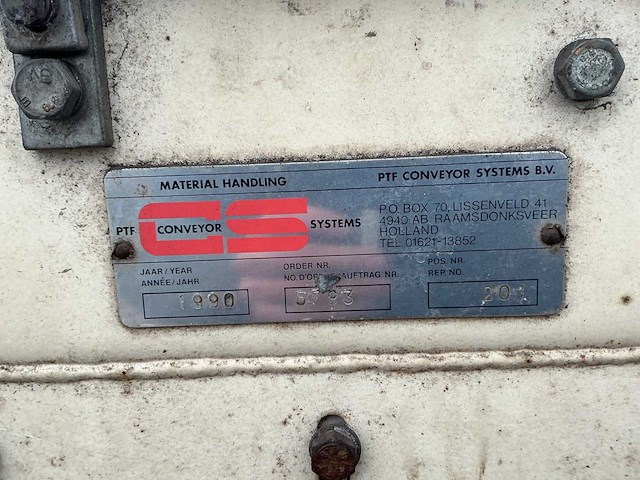 MATERIAL HANDLING
PTF CONVEYOR SYSTEMS B.V.
PTF CS CONVEYOR SYSTEMS
P.O. BOX 70, LISSENVELD 41
4940 AB RAAMSDONKSVEER
HOLLAND
TEL. 01621-13852
JAAR / YEAR
ANNÉE / JAHR
1990
ORDER NR.
AUFTRAG. NR.
POS. NR.
REP. NO.